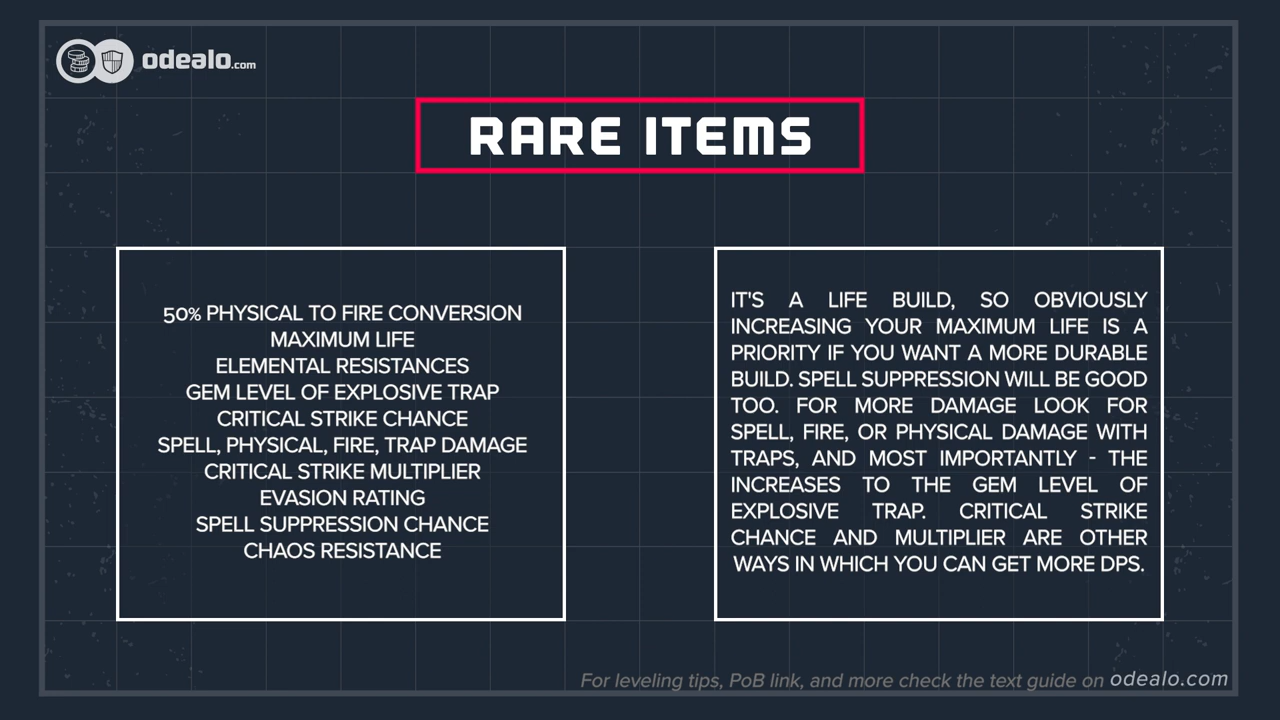 odealo.com
RARE ITEMS
50% PHYSICAL TO FIRE CONVERSION
MAXIMUM LIFE
ELEMENTAL RESISTANCES
GEM LEVEL OF EXPLOSIVE TRAP
CRITICAL STRIKE CHANCE
SPELL, PHYSICAL, FIRE, TRAP DAMAGE
CRITICAL STRIKE MULTIPLIER
EVASION RATING
SPELL SUPPRESSION CHANCE
CHAOS RESISTANCE
IT'S A LIFE BUILD, SO OBVIOUSLY
INCREASING YOUR MAXIMUM LIFE IS A
PRIORITY IF YOU WANT A MORE DURABLE
BUILD. SPELL SUPPRESSION WILL BE GOOD
TOO. FOR MORE DAMAGE LOOK FOR
SPELL, FIRE, OR PHYSICAL DAMAGE WITH
TRAPS, AND MOST IMPORTANTLY - THE
INCREASES TO THE GEM LEVEL OF
EXPLOSIVE TRAP. CRITICAL STRIKE
CHANCE AND MULTIPLIER ARE OTHER
WAYS IN WHICH YOU CAN GET MORE DPS.
For leveling tips, PoB link, and more check the text guide on odealo.com